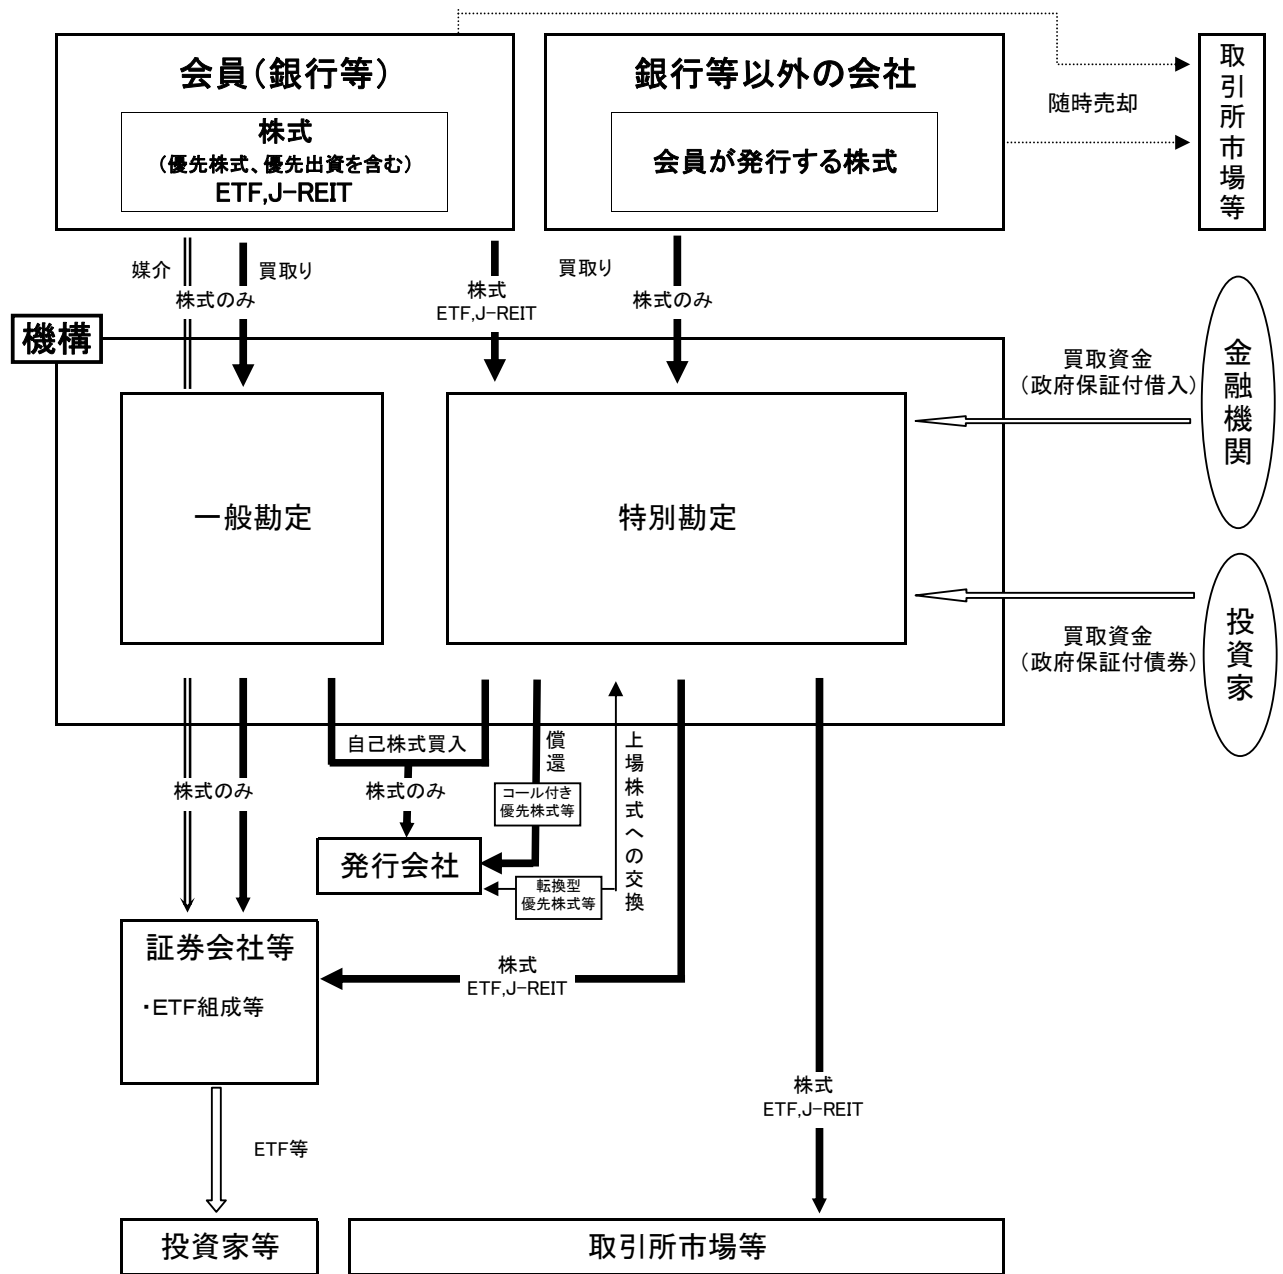 会員（銀行等）
株式
（優先株式、優先出資を含む）
ETF,J-REIT
銀行等以外の会社
会員が発行する株式
随時売却
取引所市場等
媒介
買取り
株式のみ
株式
ETF,J-REIT
買取り
株式のみ
機構
一般勘定
特別勘定
買取資金
（政府保証付借入）
金融機関
買取資金
（政府保証付債券）
投資家
自己株式買入
株式のみ
株式のみ
償還
コール付き
優先株式等
上場株式への交換
発行会社
転換型
優先株式等
証券会社等
・ETF組成等
株式
ETF,J-REIT
株式
ETF,J-REIT
ETF等
投資家等
取引所市場等